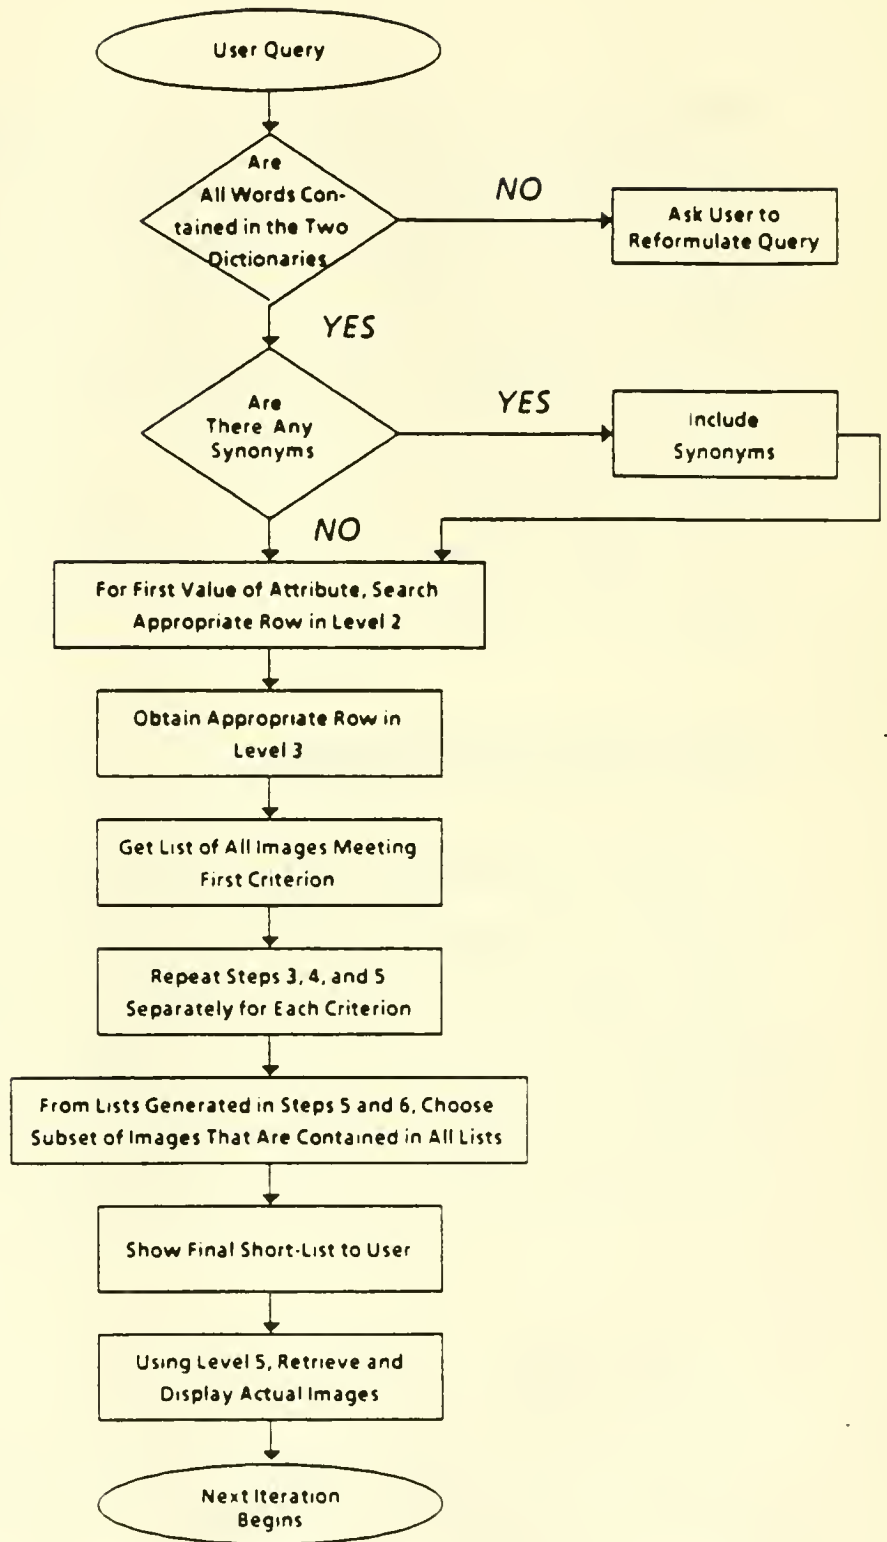 User Query
Are
All Words Con-
tained in the Two
Dictionaries
NO
Ask User to
Reformulate Query
YES
Are
There Any
Synonyms
YES
Include
Synonyms
NO
For First Value of Attribute, Search
Appropriate Row in Level 2
Obtain Appropriate Row in
Level 3
Get List of All Images Meeting
First Criterion
Repeat Steps 3, 4, and 5
Separately for Each Criterion
From Lists Generated in Steps 5 and 6, Choose
Subset of Images That Are Contained in All Lists
Show Final Short-List to User
Using Level 5, Retrieve and
Display Actual Images
Next Iteration
Begins